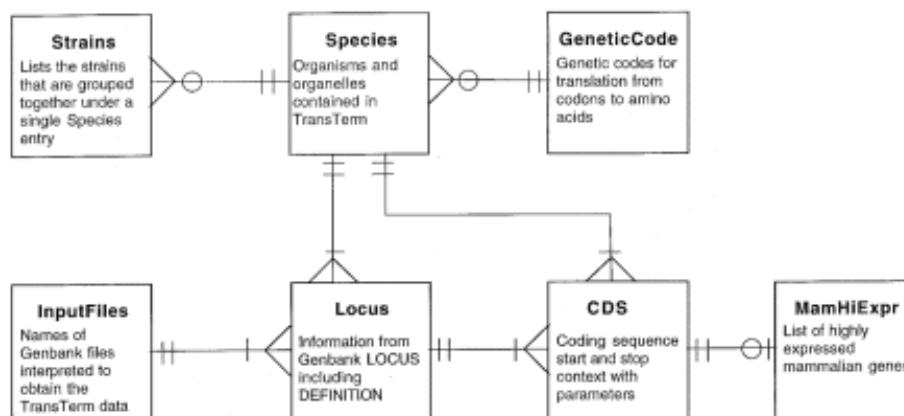 Strains
Lists the strains
that are grouped
together under a
single Species
entry
Species
Organisms and
organelles
contained in
TransTerm
GeneticCode
Genetic codes for
translation from
codons to amino
acids
InputFiles
Names of
Genbank files
interpreted to
obtain the
TransTerm data
Locus
Information from
Genbank LOCUS
including
DEFINITION
CDS
Coding sequence
start and stop
context with
parameters
MamHiExpr
List of highly
expressed
mammalian gene